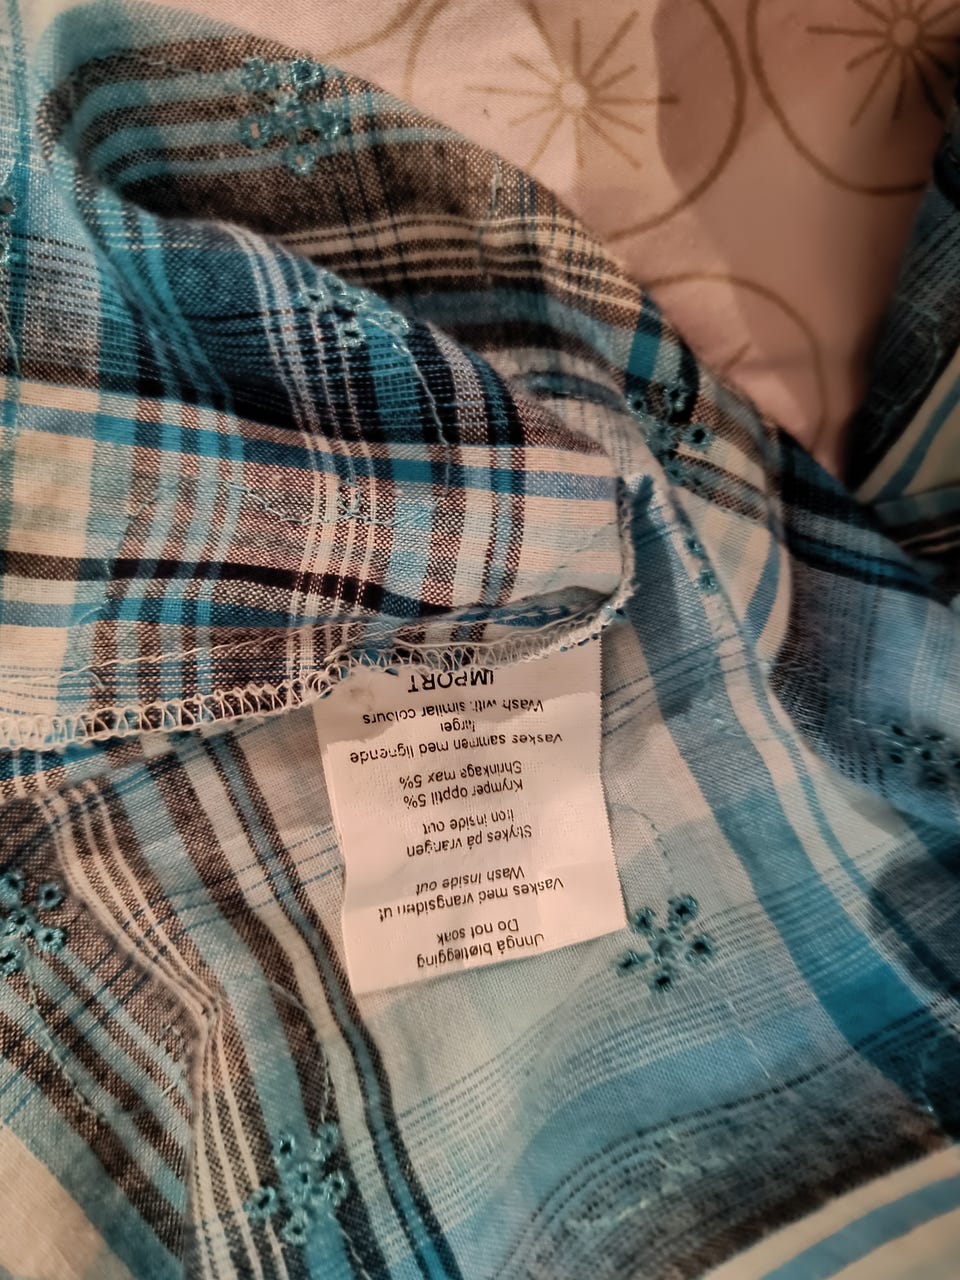 Unngå bløtlegging
Do not soak
Vaskes med vrangsiden ut
Wash Inside out
Strykes på vrangen
Iron inside out
Krymper opptil 5%
Shrinkage max 5%
Vaskes sammen med lignende
farger
Wash with similar colours
IMPORT